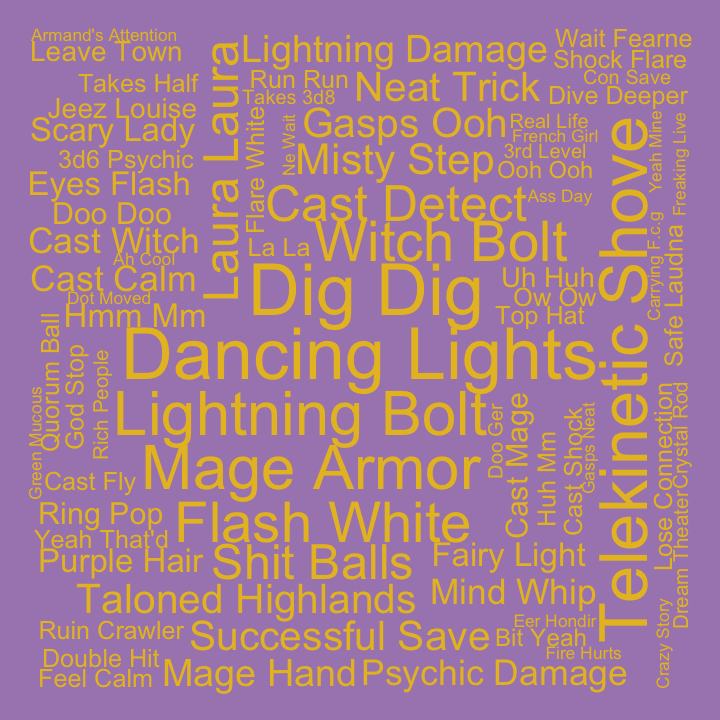 Armand's Attention
Leave Town
Lightning Damage
Wait Fearne
Shock Flare
Takes Half
Run Run
Neat Trick
Con Save
Takes 3d8
Dive Deeper
Jeez Louise
Laura Laura
Flare White
Ne Wait
Gasps Ooh
Real Life
French Girl
Scary Lady
3rd Level
3d6 Psychic
Misty Step
Ooh Ooh
Yeah Mine
Freaking Live
Eyes Flash
Cast Detect
Ass Day
Doo Doo
Cast Witch
La La
Witch Bolt
Telekinetic Shove
Carrying F.c.g
Safe Laudna
Ah Cool
Cast Calm
Dig Dig
Uh Huh
Dot Moved
Ow Ow
Hmm Mm
Top Hat
Quorum Ball
God Stop
Rich People
Dancing Lights
Green Mucous
Lightning Bolt
Doo Ger
Cast Mage
Huh Mm
Cast Shock
Gasps Neat
Lose Connection
Crystal Rod
Mage Armor
Cast Fly
Ring Pop
Flash White
Yeah That'd
Purple Hair
Shit Balls
Fairy Light
Dream Theater
Taloned Highlands
Mind Whip
Ruin Crawler
Successful Save
Eer Hondir
Bit Yeah
Crazy Story
Double Hit
Fire Hurts
Feel Calm
Mage Hand
Psychic Damage